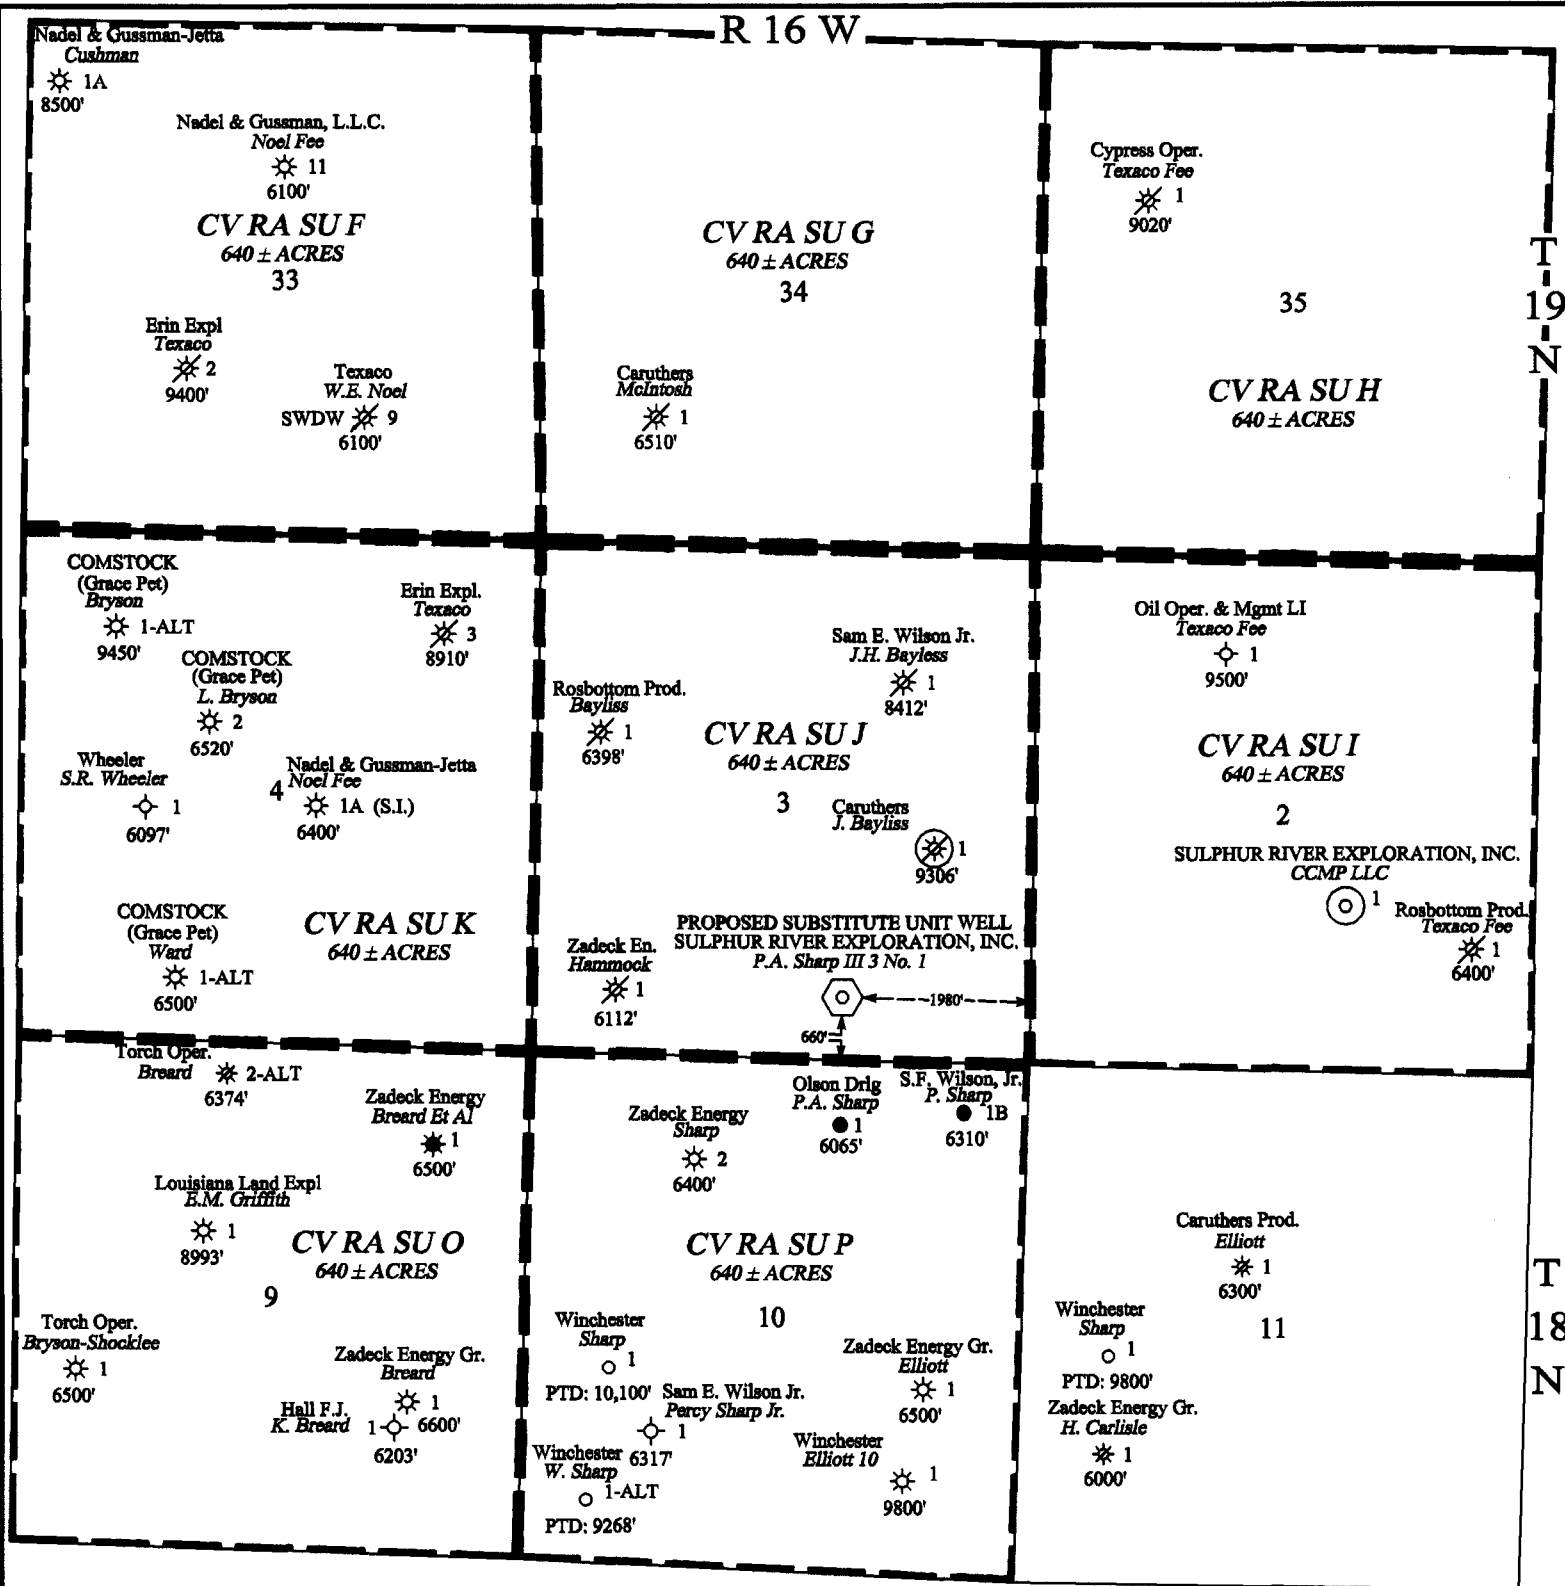 R 16 W
Nadel & Gussman-Jetta
Cushman
1A
8500'
Nadel & Gussman, L.L.C.
Noel Fee
11
6100'
CV RA SU F
640 ± ACRES
33
Erin Expl
Texaco
2
9400'
Texaco
W.E. Noel
SWDW 9
6100'
CV RA SU G
640 ± ACRES
34
Caruthers
McIntosh
1
6510'
Cypress Oper.
Texaco Fee
1
9020'
35
CV RA SU H
640 ± ACRES
T
19
N
COMSTOCK
(Grace Pet)
Bryson
1-ALT
9450'
Erin Expl.
Texaco
3
8910'
COMSTOCK
(Grace Pet)
L. Bryson
2
6520'
Wheeler
S.R. Wheeler
1
6097'
4
Nadel & Gussman-Jetta
Noel Fee
1A (S.I.)
6400'
COMSTOCK
(Grace Pet)
Ward
1-ALT
6500'
CV RA SU K
640 ± ACRES
Sam E. Wilson Jr.
J.H. Bayless
1
8412'
Rosbottom Prod.
Bayliss
1
6398'
CV RA SU J
640 ± ACRES
3
Caruthers
J. Bayliss
1
9306'
PROPOSED SUBSTITUTE UNIT WELL
SULPHUR RIVER EXPLORATION, INC.
P.A. Sharp III 3 No. 1
1980'
660'
Zadeck En.
Hammock
1
6112'
Oil Oper. & Mgmt LI
Texaco Fee
1
9500'
CV RA SU I
640 ± ACRES
2
SULPHUR RIVER EXPLORATION, INC.
CCMP LLC
1
Rosbottom Prod.
Texaco Fee
1
6400'
Torch Oper.
Breard
2-ALT
6374'
Zadeck Energy
Breard Et Al
1
6500'
Louisiana Land Expl
E.M. Griffith
1
8993'
CV RA SU O
640 ± ACRES
9
Torch Oper.
Bryson-Shocklee
1
6500'
Zadeck Energy Gr.
Breard
1
6600'
Hall F.J.
K. Breard
1
6203'
Olson Drlg
P.A. Sharp
1
6065'
S.F. Wilson, Jr.
P. Sharp
1B
6310'
Zadeck Energy
Sharp
2
6400'
CV RA SU P
640 ± ACRES
10
Winchester
Sharp
1
PTD: 10,100'
Sam E. Wilson Jr.
Percy Sharp Jr.
1
6317'
Winchester
W. Sharp
1-ALT
PTD: 9268'
Zadeck Energy Gr.
Elliott
1
6500'
Winchester
Elliott 10
1
9800'
Caruthers Prod.
Elliott
1
6300'
11
Winchester
Sharp
1
PTD: 9800'
Zadeck Energy Gr.
H. Carlisle
1
6000'
T
18
N